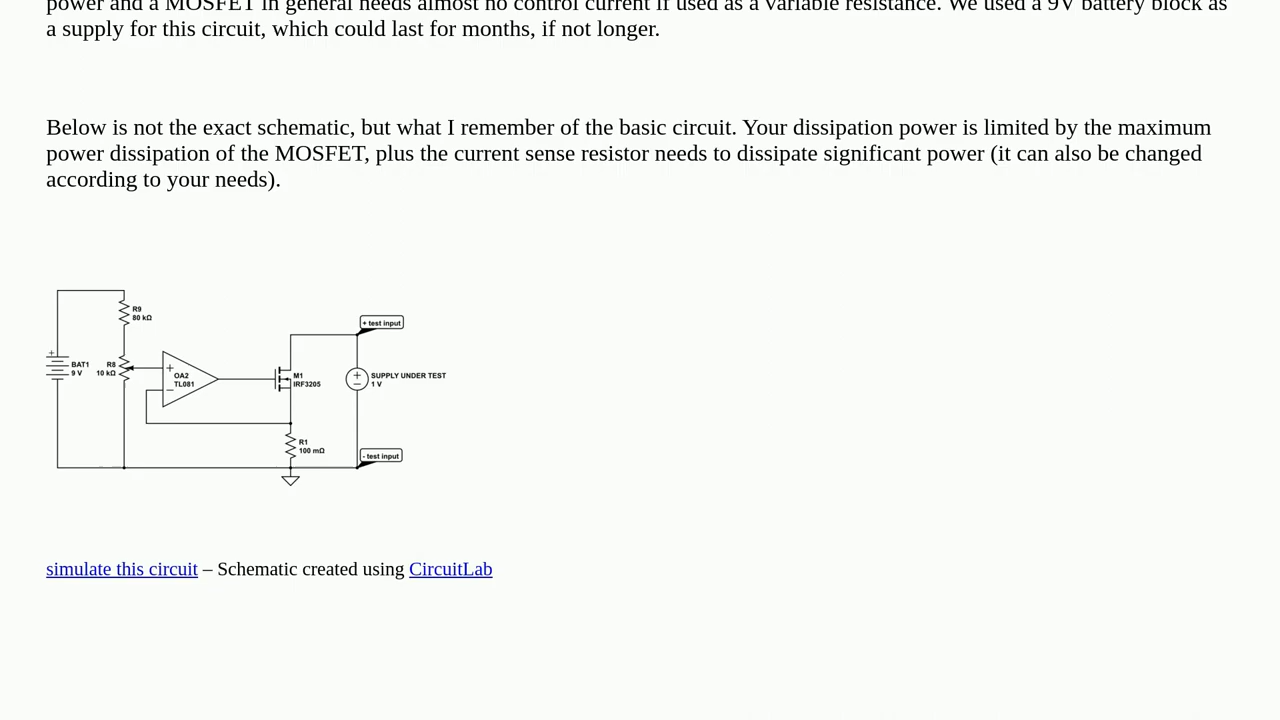 power and a MOSFET in general needs almost no control current if used as a variable resistance. We used a 9V battery block as
a supply for this circuit, which could last for months, if not longer.
Below is not the exact schematic, but what I remember of the basic circuit. Your dissipation power is limited by the maximum
power dissipation of the MOSFET, plus the current sense resistor needs to dissipate significant power (it can also be changed
according to your needs).
R9
80 kΩ
+ test input
BAT1
9 V
R8
10 kΩ
OA2
TL081
M1
IRF3205
SUPPLY UNDER TEST
1 V
R1
100 mΩ
- test input
simulate this circuit – Schematic created using CircuitLab